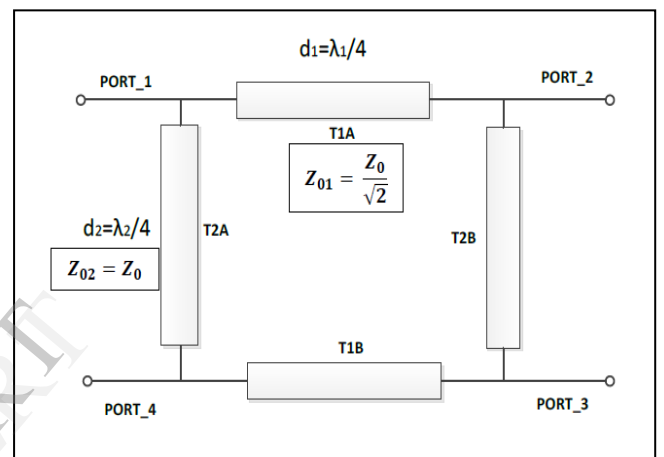 d₁=λ₁/4
PORT_1
PORT_2
T1A
Z₀₁ = Z₀/√2
d₂=λ₂/4
T2A
T2B
Z₀₂ = Z₀
T1B
PORT_4
PORT_3